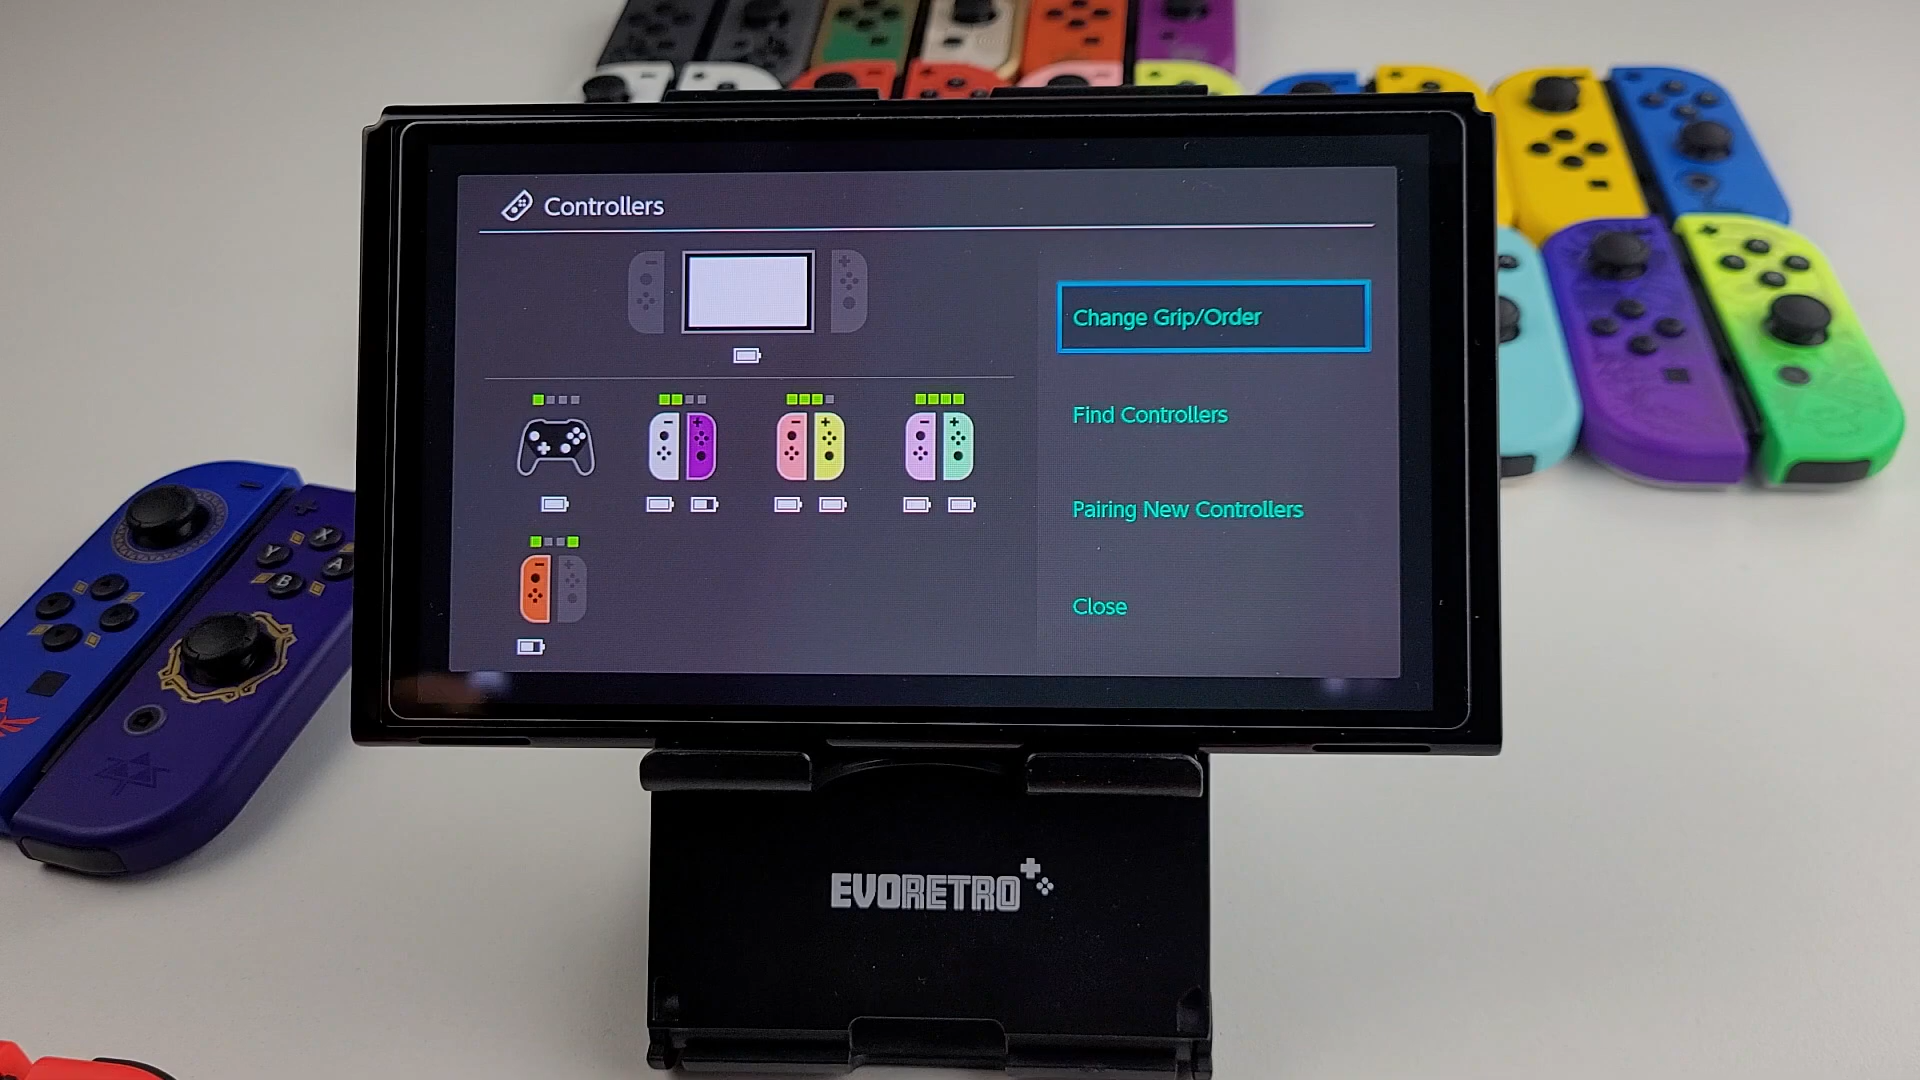 Controllers
Change Grip/Order
Find Controllers
Pairing New Controllers
Close
X
Y
A
B
EVORETRO